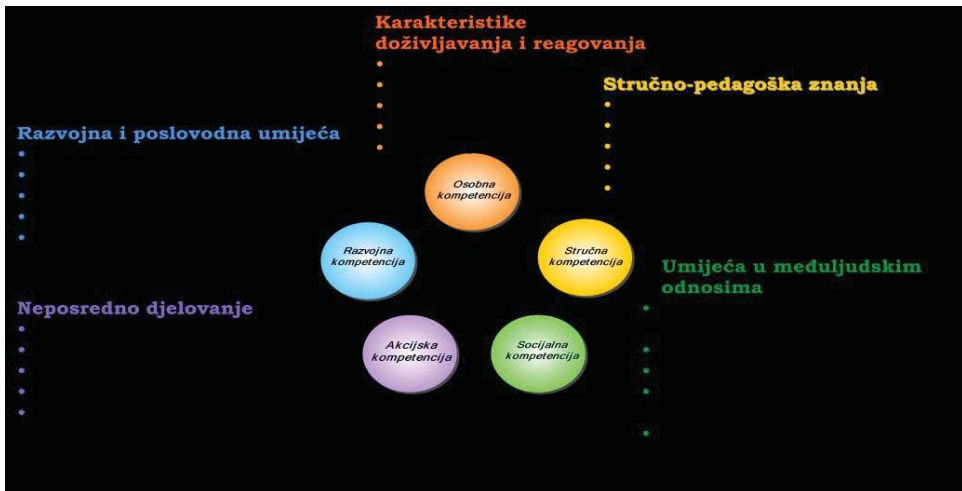 Karakteristike
doživljavanja i reagovanja
Stručno-pedagoška znanja
Razvojna i poslovodna umijeća
Osobna
kompetencija
Razvojna
kompetencija
Stručna
kompetencija
Umijeća u međuljudskim
odnosima
Neposredno djelovanje
Akcijska
kompetencija
Socijalna
kompetencija